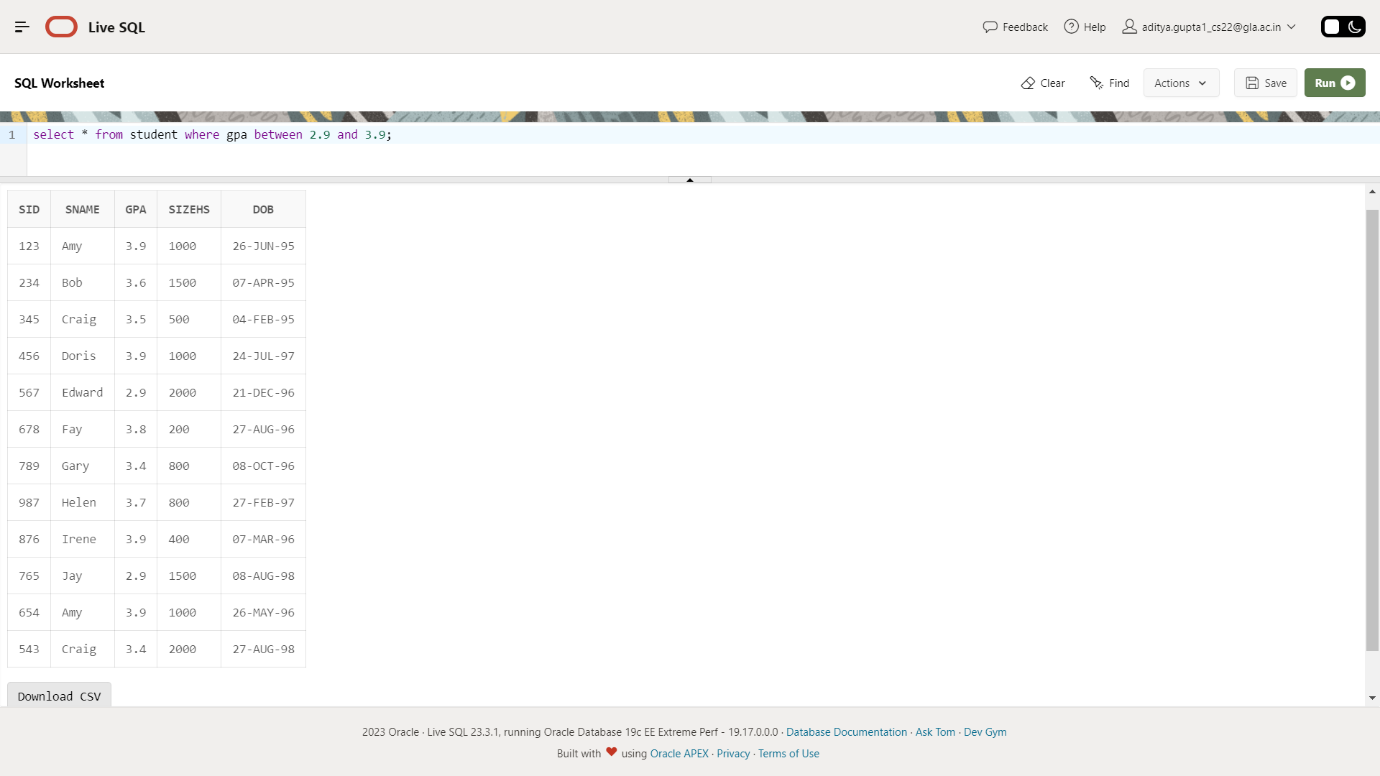 Live SQL Feedback Help aditya.gupta1_cs22@gla.ac.in
SQL Worksheet Clear Find Actions Save Run
1 select * from student where gpa between 2.9 and 3.9;
SID SNAME GPA SIZEHS DOB
123 Amy 3.9 1000 26-JUN-95
234 Bob 3.6 1500 07-APR-95
345 Craig 3.5 500 04-FEB-95
456 Doris 3.9 1000 24-JUL-97
567 Edward 2.9 2000 21-DEC-96
678 Fay 3.8 200 27-AUG-96
789 Gary 3.4 800 08-OCT-96
987 Helen 3.7 800 27-FEB-97
876 Irene 3.9 400 07-MAR-96
765 Jay 2.9 1500 08-AUG-98
654 Amy 3.9 1000 26-MAY-96
543 Craig 3.4 2000 27-AUG-98
Download CSV
2023 Oracle · Live SQL 23.3.1, running Oracle Database 19c EE Extreme Perf - 19.17.0.0.0 · Database Documentation · Ask Tom · Dev Gym
Built with ❤ using Oracle APEX · Privacy · Terms of Use